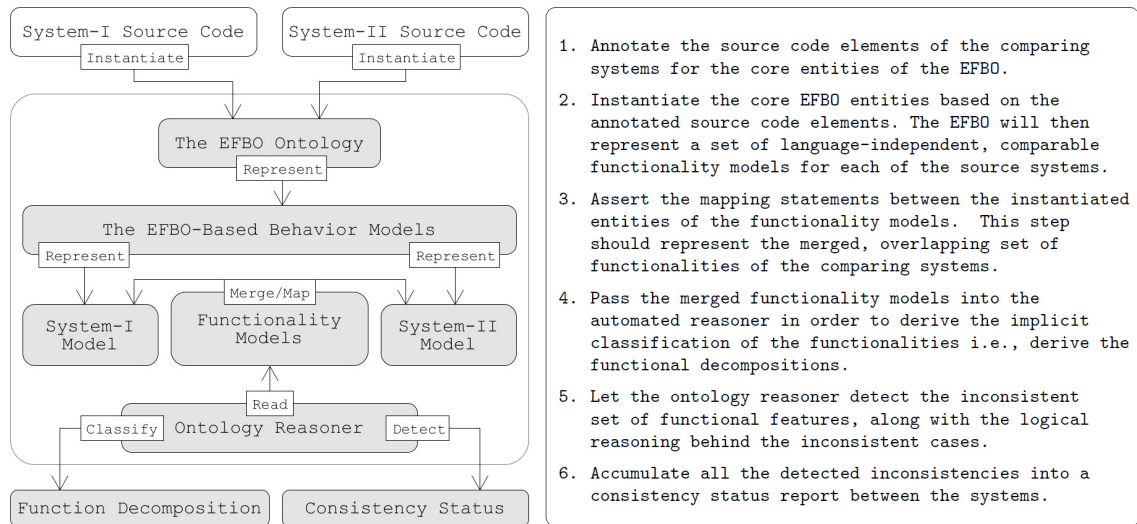 System-I Source Code
System-II Source Code
Instantiate
Instantiate
The EFBO Ontology
Represent
The EFBO-Based Behavior Models
Represent
Represent
Merge/Map
System-I
Model
Functionality
Models
System-II
Model
Read
Classify
Ontology Reasoner
Detect
Function Decomposition
Consistency Status
1. Annotate the source code elements of the comparing
systems for the core entities of the EFBO.
2. Instantiate the core EFBO entities based on the
annotated source code elements. The EFBO will then
represent a set of language-independent, comparable
functionality models for each of the source systems.
3. Assert the mapping statements between the instantiated
entities of the functionality models. This step
should represent the merged, overlapping set of
functionalities of the comparing systems.
4. Pass the merged functionality models into the
automated reasoner in order to derive the implicit
classification of the functionalities i.e., derive the
functional decompositions.
5. Let the ontology reasoner detect the inconsistent
set of functional features, along with the logical
reasoning behind the inconsistent cases.
6. Accumulate all the detected inconsistencies into a
consistency status report between the systems.